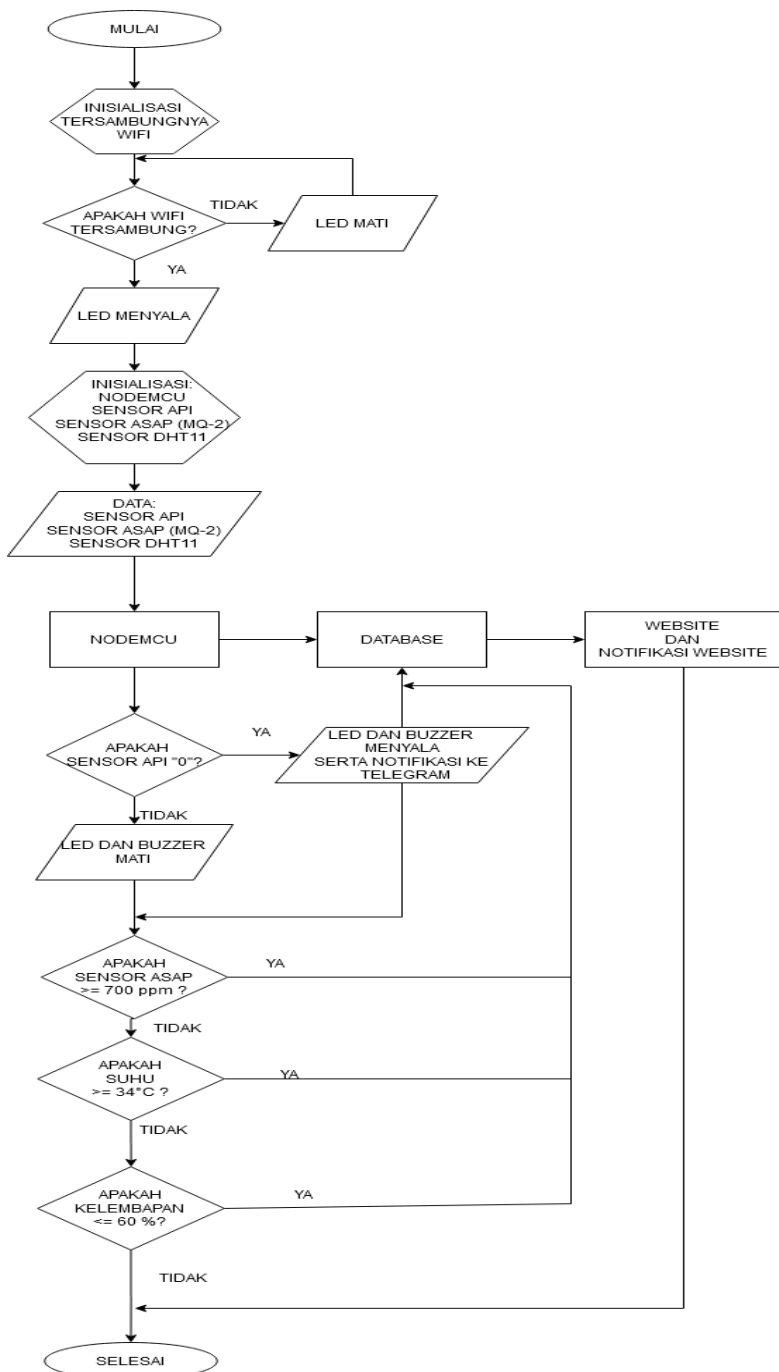 MULAI
INISIALISASI
TERSAMBUNGNYA
WIFI
APAKAH WIFI
TERSAMBUNG?
TIDAK
LED MATI
YA
LED MENYALA
INISIALISASI:
NODEMCU
SENSOR API
SENSOR ASAP (MQ-2)
SENSOR DHT11
DATA:
SENSOR API
SENSOR ASAP (MQ-2)
SENSOR DHT11
NODEMCU
DATABASE
WEBSITE
DAN
NOTIFIKASI WEBSITE
APAKAH
SENSOR API "0"?
YA
LED DAN BUZZER
MENYALA
SERTA NOTIFIKASI KE
TELEGRAM
TIDAK
LED DAN BUZZER
MATI
APAKAH
SENSOR ASAP
>= 700 ppm ?
YA
TIDAK
APAKAH
SUHU
>= 34°C ?
YA
TIDAK
APAKAH
KELEMBAPAN
<= 60 %?
YA
TIDAK
SELESAI